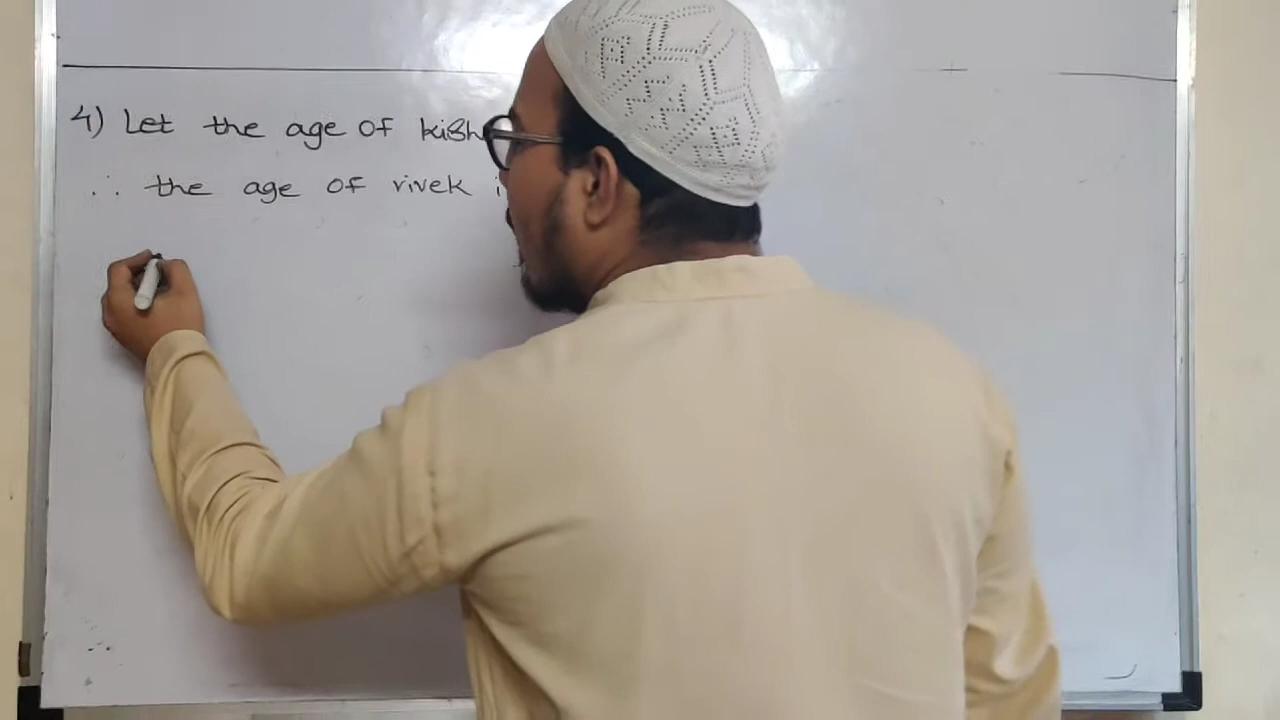 4) Let the age of kish
∴ the age of vivek i